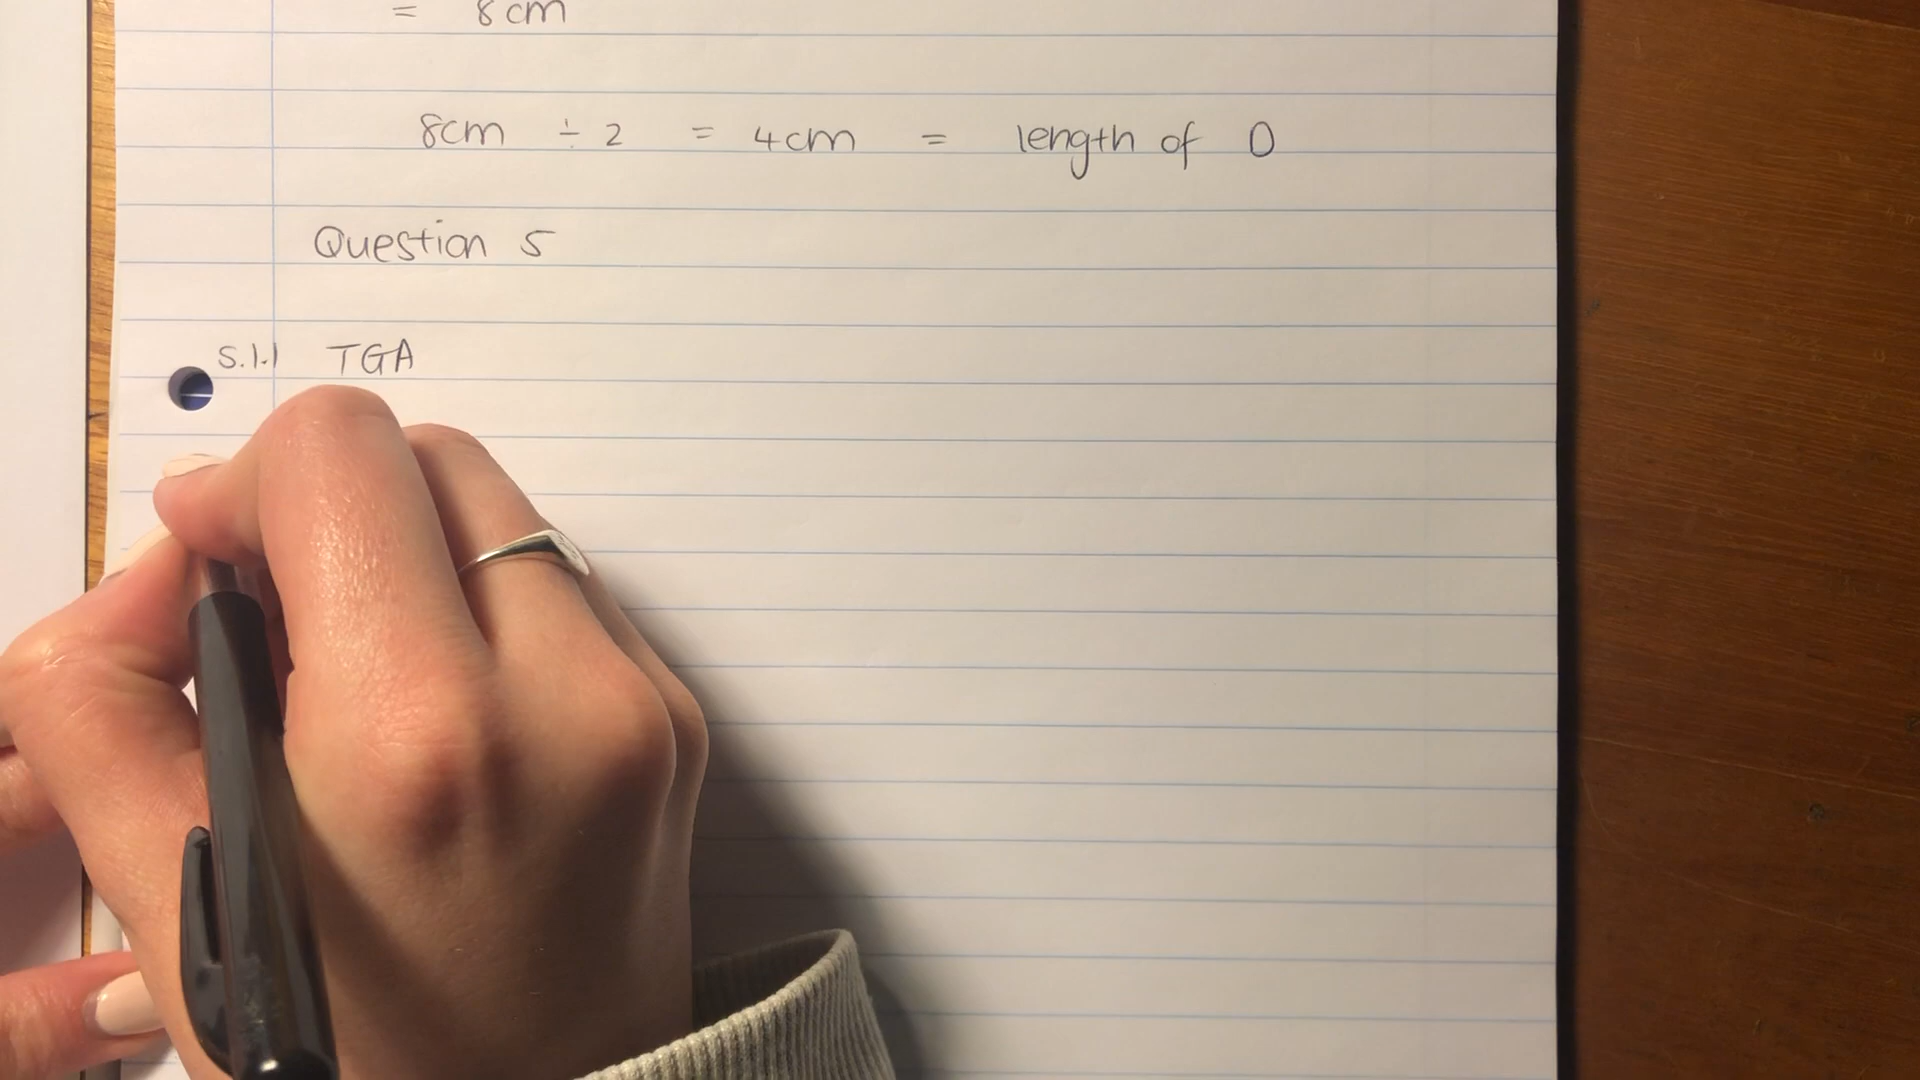 = 8cm
8cm ÷ 2 = 4cm = length of O
Question 5
5.1.1 TGA